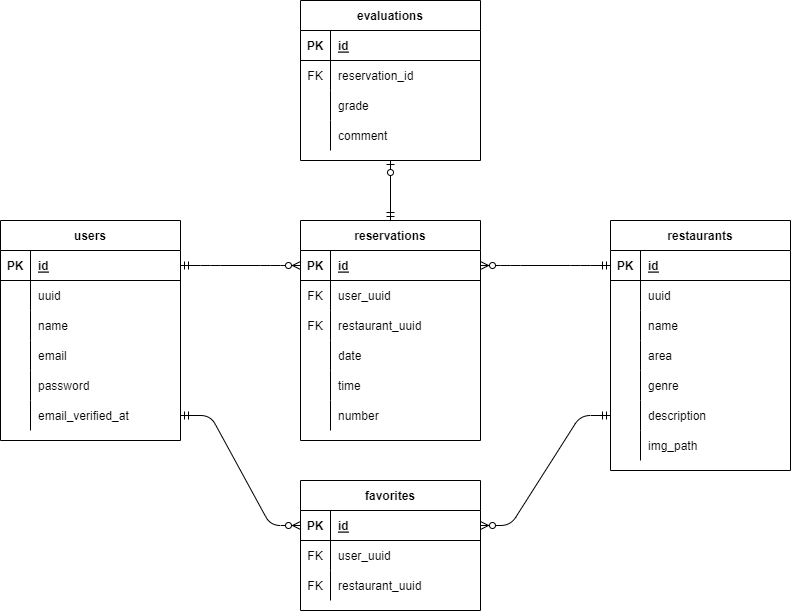 evaluations
PK id
FK reservation_id
grade
comment
users
PK id
uuid
name
email
password
email_verified_at
reservations
PK id
FK user_uuid
FK restaurant_uuid
date
time
number
restaurants
PK id
uuid
name
area
genre
description
img_path
favorites
PK id
FK user_uuid
FK restaurant_uuid